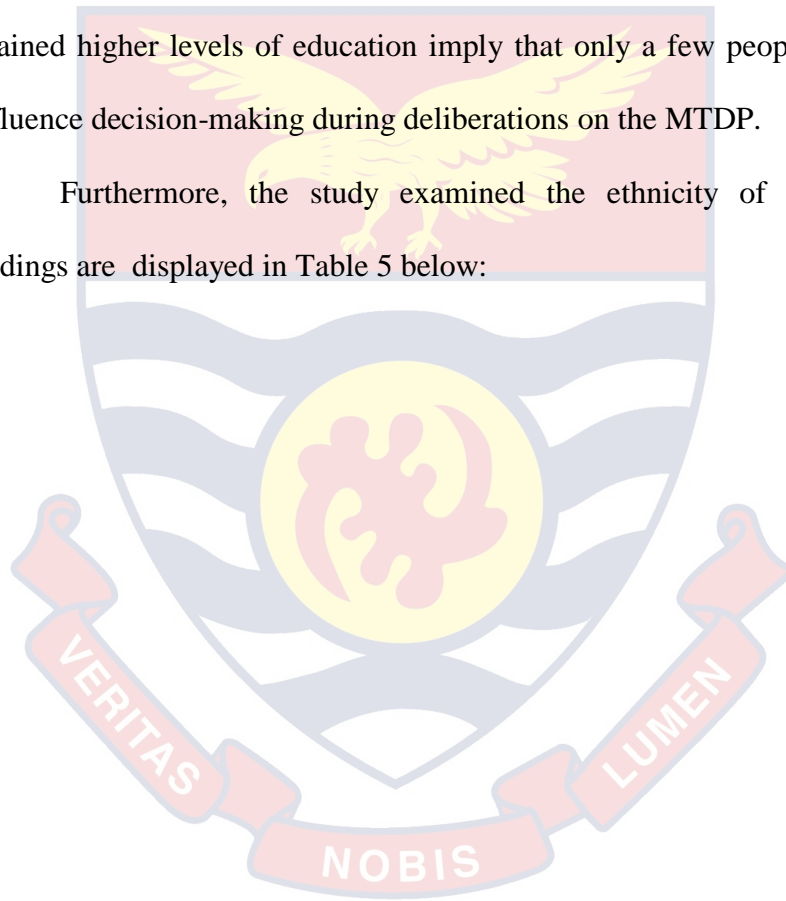 ained higher levels of education imply that only a few peop
fluence decision-making during deliberations on the MTDP.
Furthermore, the study examined the ethnicity of
dings are displayed in Table 5 below:
VERITAS
NOBIS
LUMEN